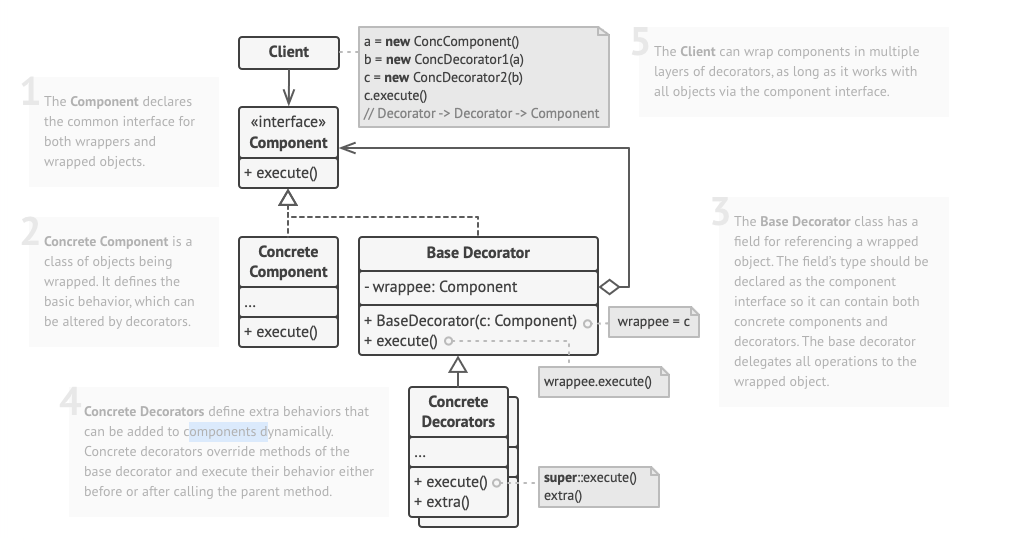 Client
a = new ConcComponent()
b = new ConcDecorator1(a)
c = new ConcDecorator2(b)
c.execute()
// Decorator -> Decorator -> Component
5
The Client can wrap components in multiple
layers of decorators, as long as it works with
all objects via the component interface.
1
The Component declares
the common interface for
both wrappers and
wrapped objects.
«interface»
Component
+ execute()
2
Concrete Component is a
class of objects being
wrapped. It defines the
basic behavior, which can
be altered by decorators.
Concrete
Component
...
+ execute()
Base Decorator
- wrappee: Component
+ BaseDecorator(c: Component)
+ execute()
wrappee = c
wrappee.execute()
3
The Base Decorator class has a
field for referencing a wrapped
object. The field's type should be
declared as the component
interface so it can contain both
concrete components and
decorators. The base decorator
delegates all operations to the
wrapped object.
4
Concrete Decorators define extra behaviors that
can be added to components dynamically.
Concrete decorators override methods of the
base decorator and execute their behavior either
before or after calling the parent method.
Concrete
Decorators
...
+ execute()
+ extra()
super::execute()
extra()